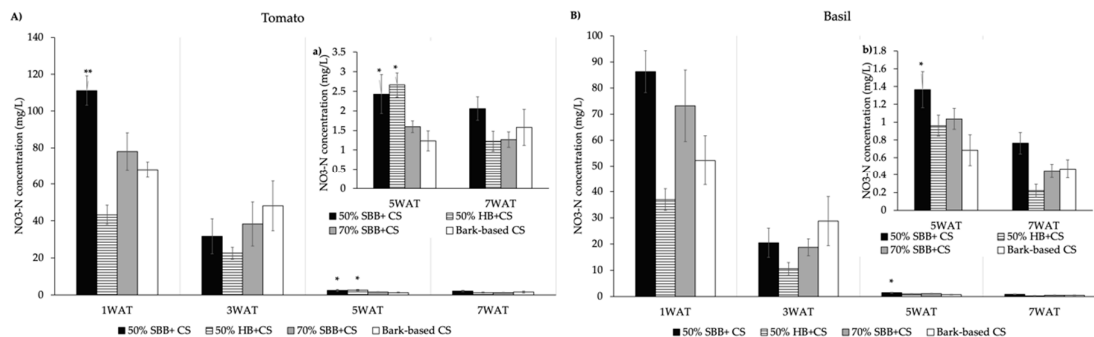 A)
Tomato
NO3-N concentration (mg/L)
140
120
100
80
60
40
20
0
**
* *
1WAT 3WAT 5WAT 7WAT
50% SBB+ CS 50% HB+CS 70% SBB+CS Bark-based CS
a)
NO3-N concentration (mg/L)
3.5
3
2.5
2
1.5
1
0.5
0
* *
5WAT 7WAT
50% SBB+ CS 50% HB+CS
70% SBB+CS Bark-based CS
B)
Basil
NO3-N concentration (mg/L)
100
90
80
70
60
50
40
30
20
10
0
*
1WAT 3WAT 5WAT 7WAT
50% SBB+ CS 50% HB+CS 70% SBB+CS Bark-based CS
b)
NO3-N concentration (mg/L)
1.8
1.6
1.4
1.2
1
0.8
0.6
0.4
0.2
0
*
5WAT 7WAT
50% SBB+ CS 50% HB+CS
70% SBB+CS Bark-based CS